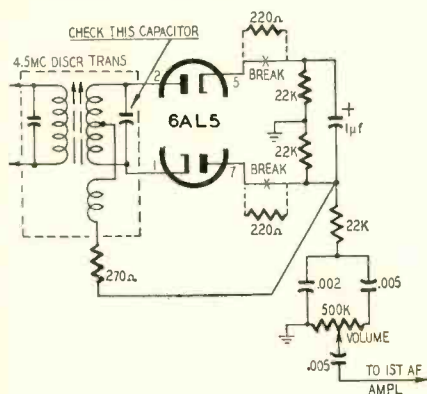 CHECK THIS CAPACITOR
220Ω
4.5MC DISCR TRANS
2
5
BREAK
6AL5
22K
+
1μf
22K
1
7
BREAK
220Ω
22K
270Ω
.002
.005
500K
VOLUME
.005
TO 1ST AF
AMPL